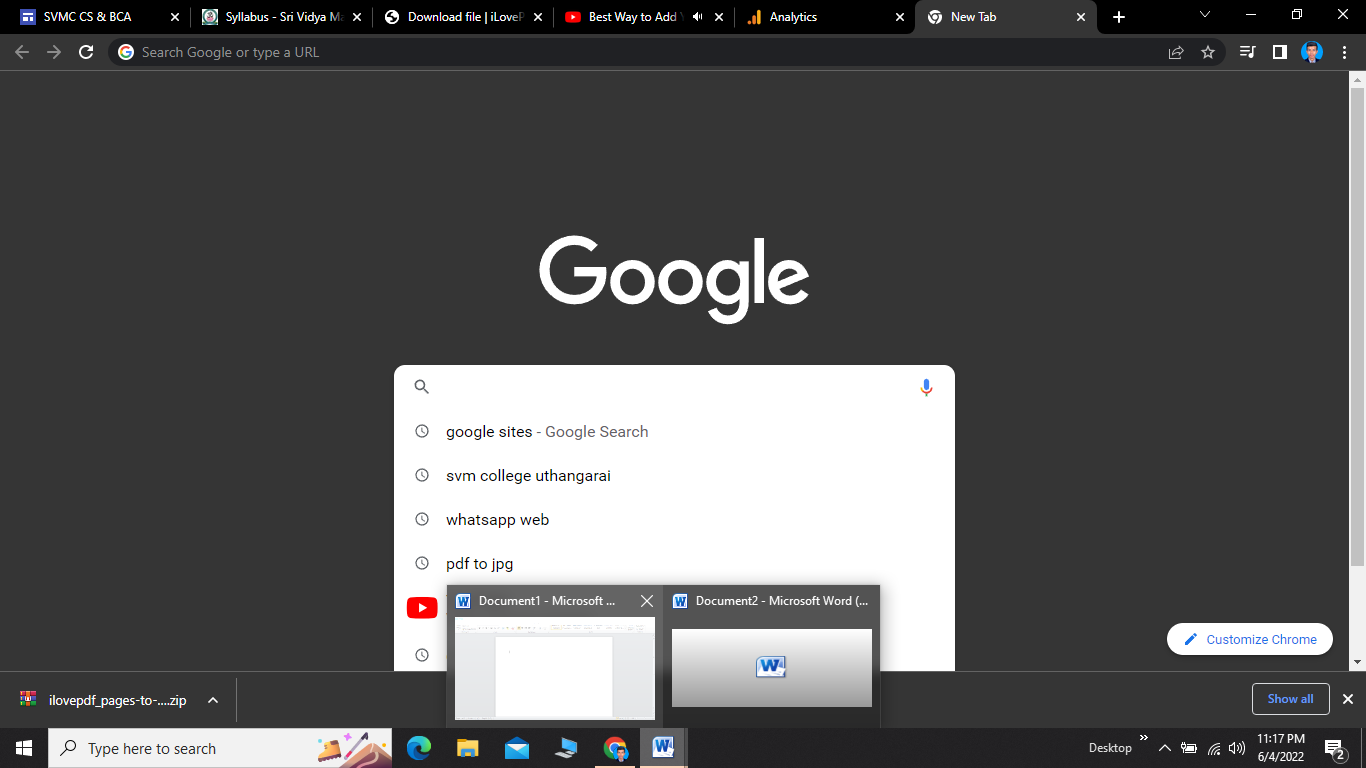 SVMC CS & BCA
Syllabus - Sri Vidya Ma
Download file | iLoveP
Best Way to Add Y
Analytics
New Tab
Search Google or type a URL
Google
google sites - Google Search
svm college uthangarai
whatsapp web
pdf to jpg
Document1 - Microsoft ...
Document2 - Microsoft Word (...
Customize Chrome
ilovepdf_pages-to-....zip
Show all
Type here to search
Desktop
11:17 PM
6/4/2022
2